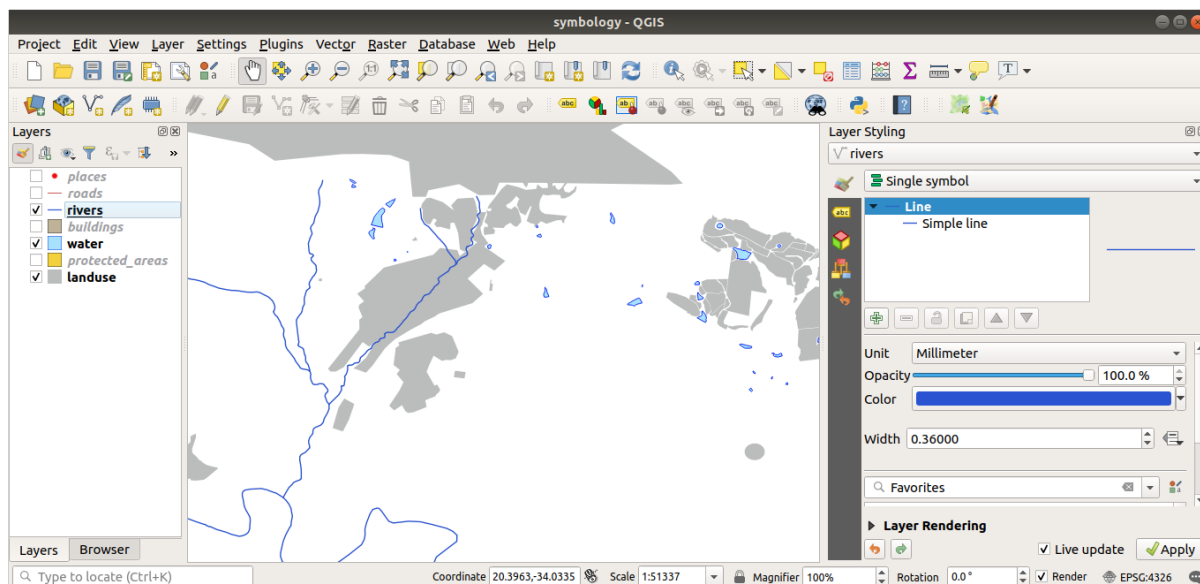 symbology - QGIS
Project Edit View Layer Settings Plugins Vector Raster Database Web Help
Layers
places
roads
rivers
buildings
water
protected_areas
landuse
Layers Browser
Layer Styling
rivers
Single symbol
Line
Simple line
Unit Millimeter
Opacity 100.0 %
Color
Width 0.36000
Favorites
Layer Rendering
Live update Apply
Type to locate (Ctrl+K) Coordinate 20.3963,-34.0335 Scale 1:51337 Magnifier 100% Rotation 0.0° Render EPSG:4326